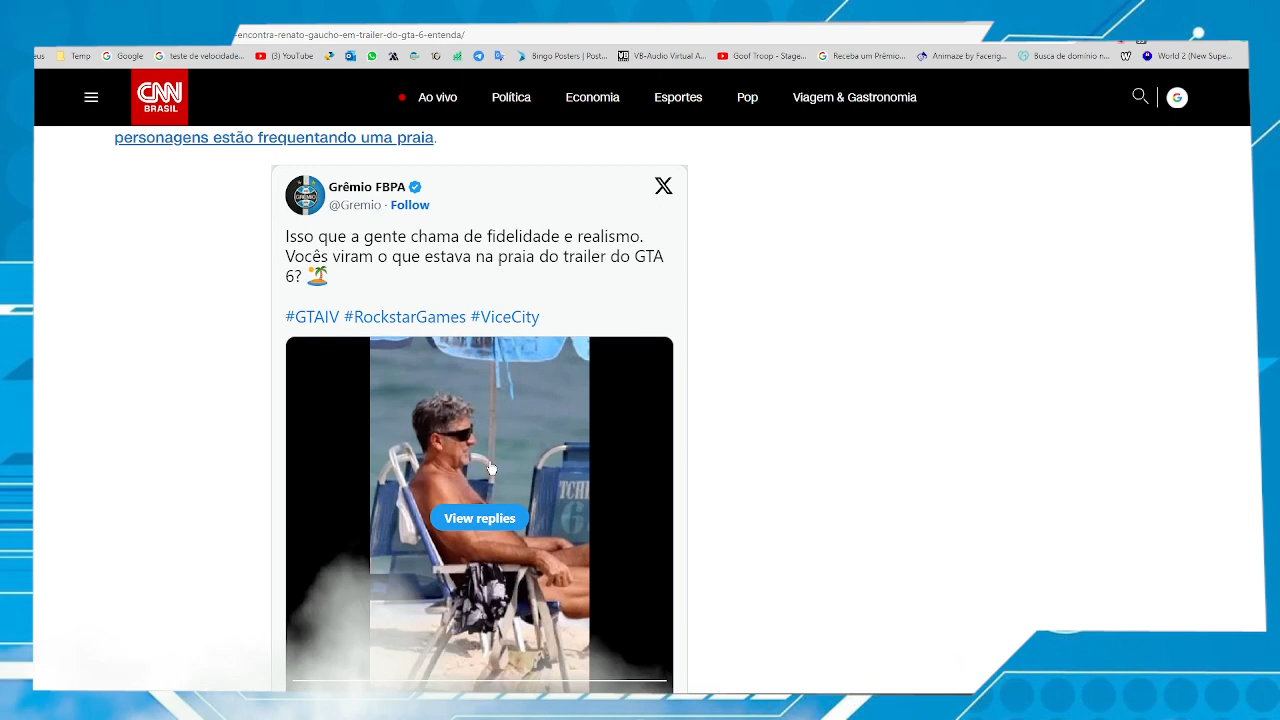 encontra-renato-gaucho-em-trailer-do-gta-6-entenda/
eus Temp Google teste de velocidade... (3) YouTube Bingo Posters | Post... VB-Audio Virtual A... Goof Troop - Stage... Receba um Prêmio... Animaze by Facerig... Busca de domínio n... World 2 (New Supe...
CNN
BRASIL
Ao vivo Política Economia Esportes Pop Viagem & Gastronomia
personagens estão frequentando uma praia.
Grêmio FBPA
@Gremio · Follow
Isso que a gente chama de fidelidade e realismo.
Vocês viram o que estava na praia do trailer do GTA
6?
#GTAIV #RockstarGames #ViceCity
TCH
6
View replies